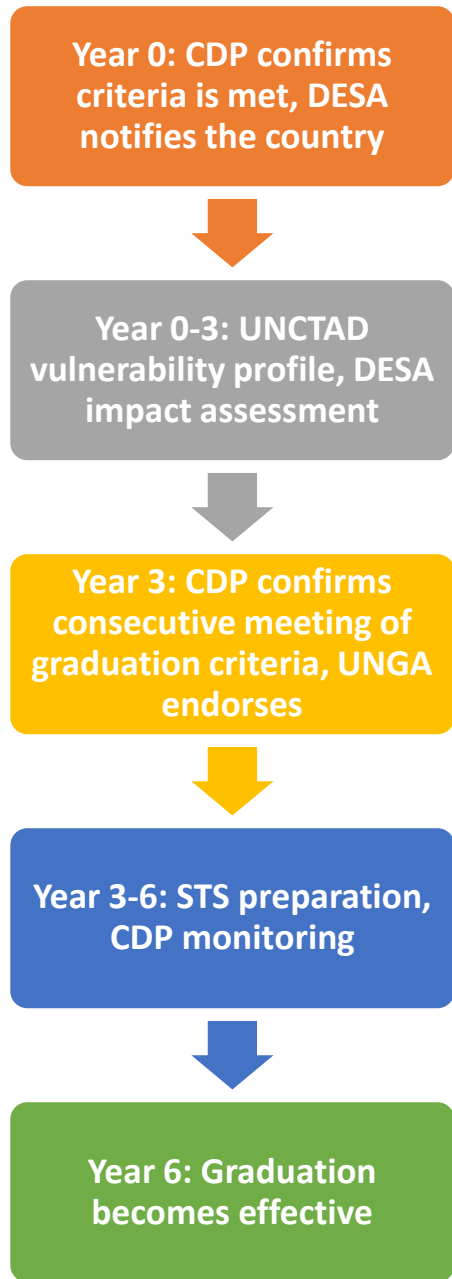 Year 0: CDP confirms
criteria is met, DESA
notifies the country
Year 0-3: UNCTAD
vulnerability profile, DESA
impact assessment
Year 3: CDP confirms
consecutive meeting of
graduation criteria, UNGA
endorses
Year 3-6: STS preparation,
CDP monitoring
Year 6: Graduation
becomes effective